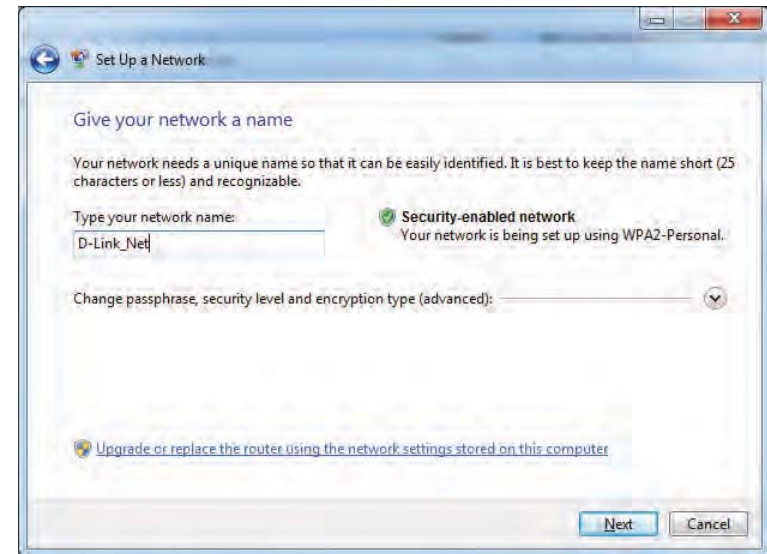 Set Up a Network
Give your network a name
Your network needs a unique name so that it can be easily identified. It is best to keep the name short (25
characters or less) and recognizable.
Type your network name:
D-Link_Net
Security-enabled network
Your network is being set up using WPA2-Personal.
Change passphrase, security level and encryption type (advanced):
Upgrade or replace the router using the network settings stored on this computer
Next
Cancel